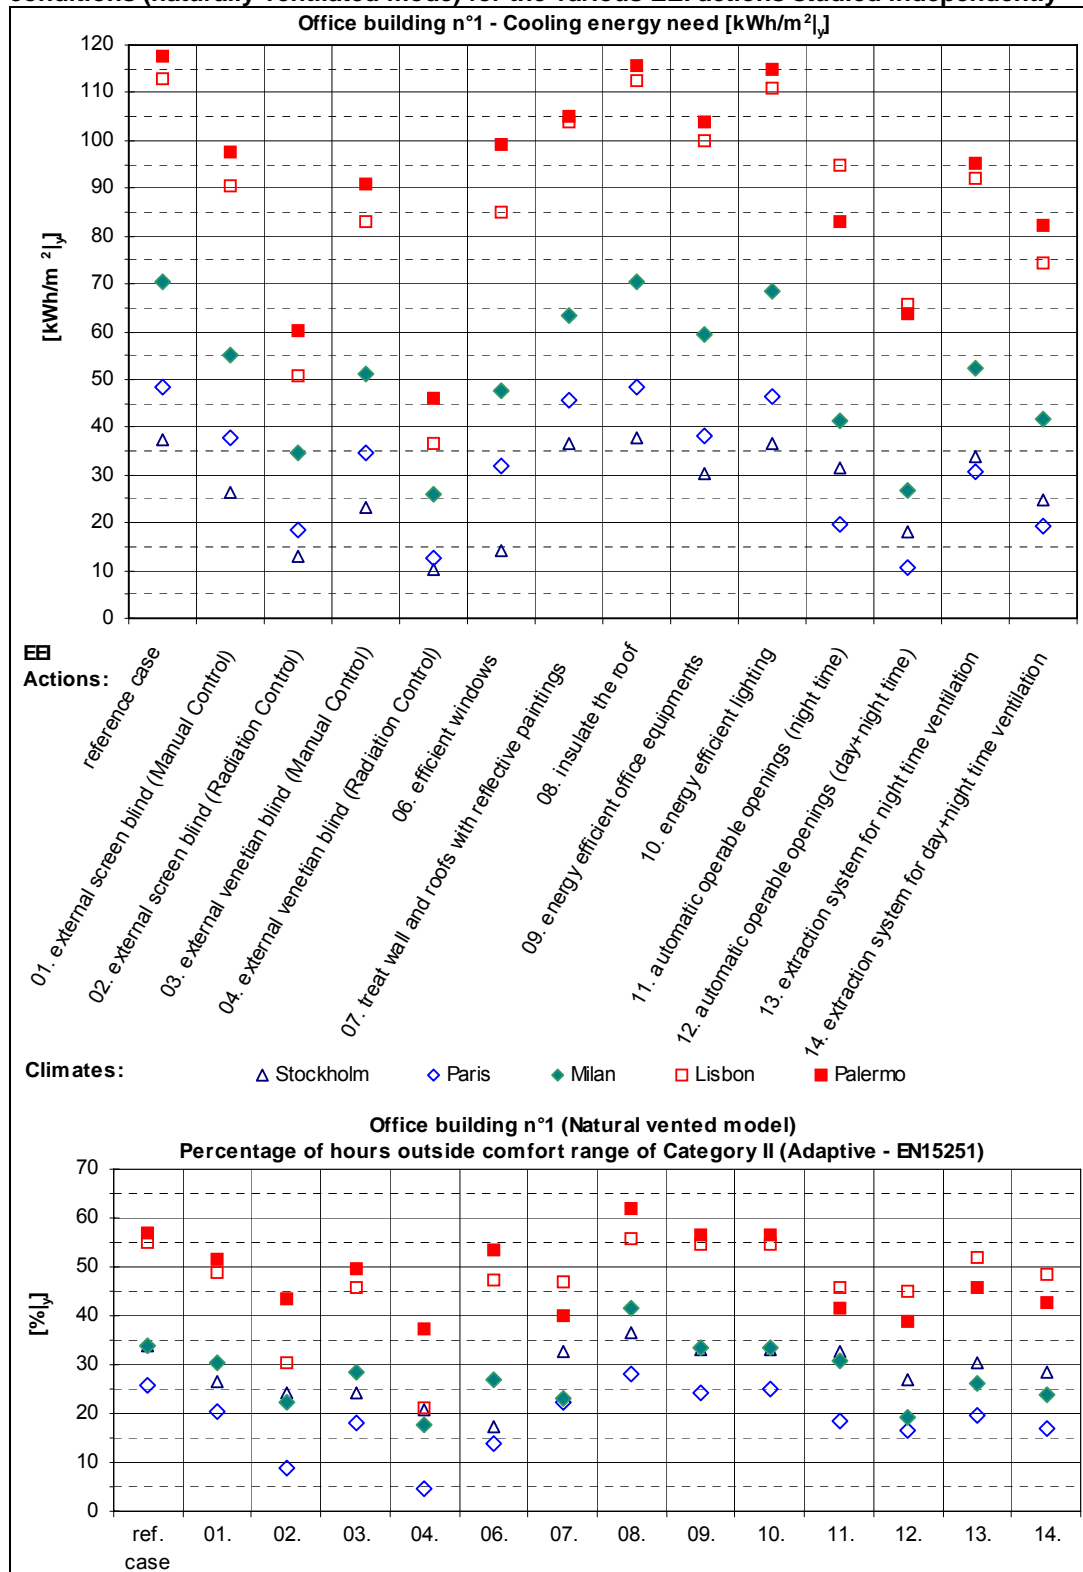 conditions (naturally ventilated mode) for the various EEI actions studied independently
Office building n°1 - Cooling energy need [kWh/m²|y]
120
110
100
90
80
70
60
50
40
30
20
10
0
[kWh/m²|y]
EEI
Actions:
reference case
01. external screen blind (Manual Control)
02. external screen blind (Radiation Control)
03. external venetian blind (Manual Control)
04. external venetian blind (Radiation Control)
06. efficient windows
07. treat wall and roofs with reflective paintings
08. insulate the roof
09. energy efficient office equipments
10. energy efficient lighting
11. automatic operable openings (night time)
12. automatic operable openings (day+night time)
13. extraction system for night time ventilation
14. extraction system for day+night time ventilation
Climates:
Stockholm
Paris
Milan
Lisbon
Palermo
Office building n°1 (Natural vented model)
Percentage of hours outside comfort range of Category II (Adaptive - EN15251)
70
60
50
40
30
20
10
0
[%|y]
ref. case
01.
02.
03.
04.
06.
07.
08.
09.
10.
11.
12.
13.
14.